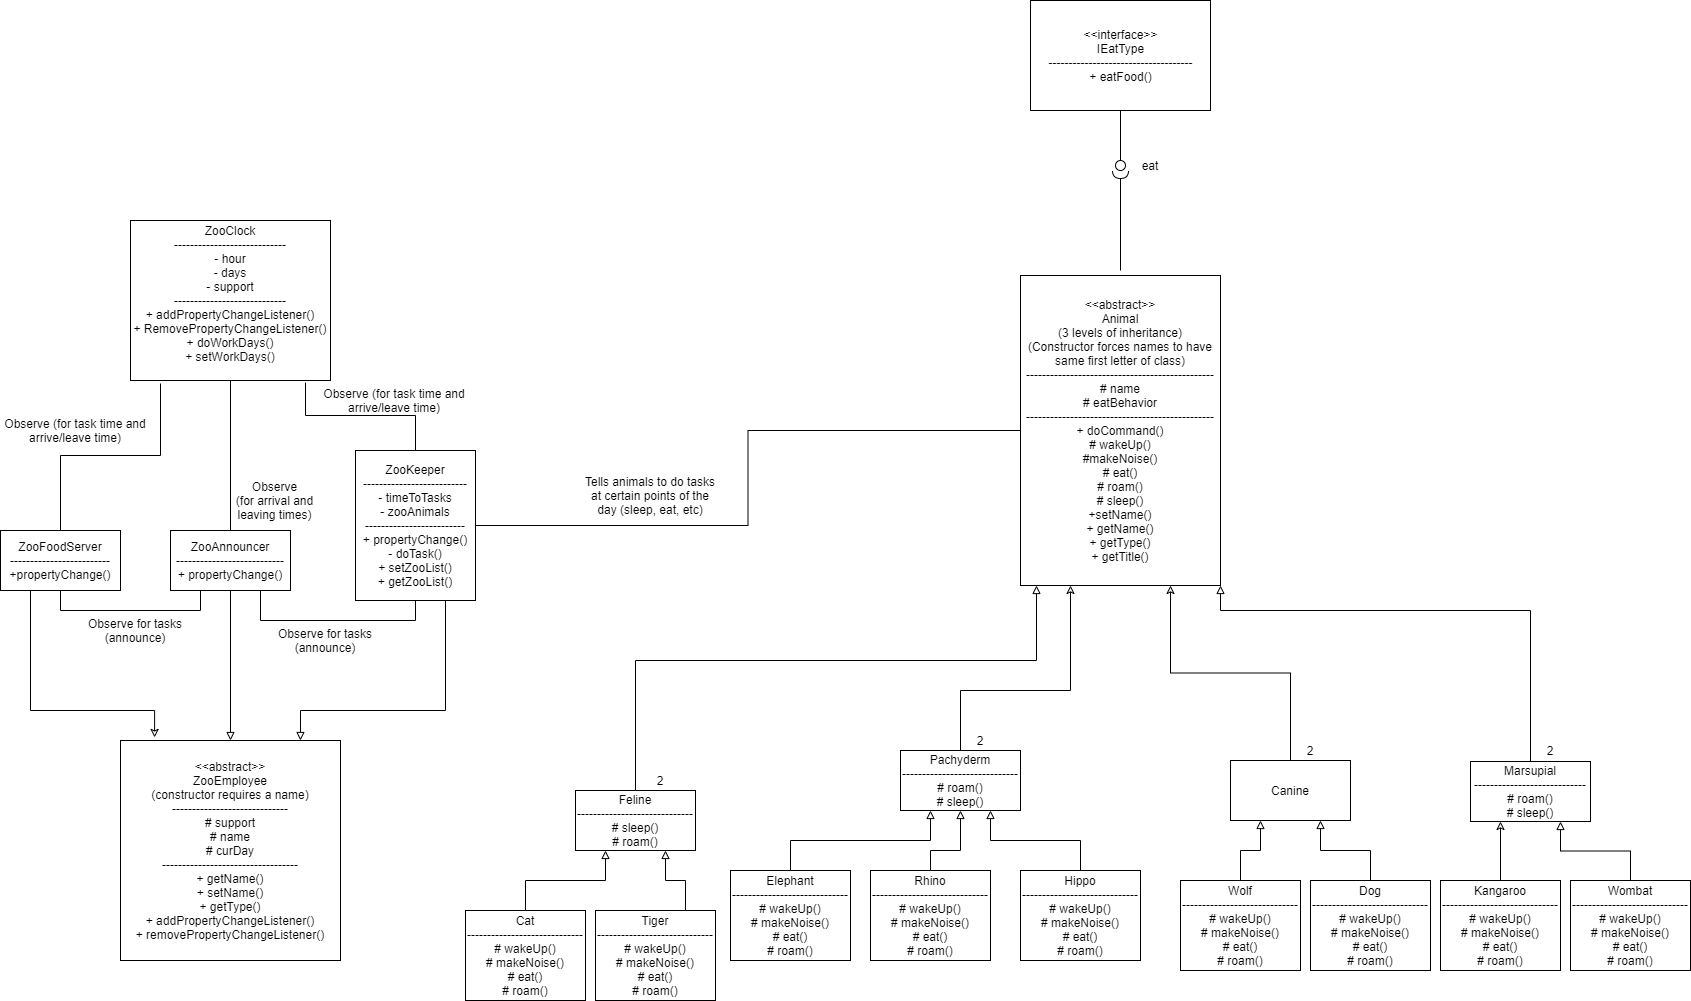 <<interface>>
IEatType
------------------------------------
+ eatFood()
eat
ZooClock
----------------------------
- hour
- days
- support
----------------------------
+ addPropertyChangeListener()
+ RemovePropertyChangeListener()
+ doWorkDays()
+ setWorkDays()
Observe (for task time and
arrive/leave time)
Observe
(for arrival and
leaving times)
Observe (for task time and
arrive/leave time)
ZooFoodServer
-------------------------
+propertyChange()
ZooAnnouncer
---------------------------
+ propertyChange()
ZooKeeper
--------------------------
- timeToTasks
- zooAnimals
-------------------------
+ propertyChange()
- doTask()
+ setZooList()
+ getZooList()
Observe for tasks
(announce)
Observe for tasks
(announce)
Tells animals to do tasks
at certain points of the
day (sleep, eat, etc)
<<abstract>>
ZooEmployee
(constructor requires a name)
-----------------------------
# support
# name
# curDay
----------------------------------
+ getName()
+ setName()
+ getType()
+ addPropertyChangeListener()
+ removePropertyChangeListener()
<<abstract>>
Animal
(3 levels of inheritance)
(Constructor forces names to have
same first letter of class)
-----------------------------------------------
# name
# eatBehavior
-----------------------------------------------
+ doCommand()
# wakeUp()
#makeNoise()
# eat()
# roam()
# sleep()
+setName()
+ getName()
+ getType()
+ getTitle()
2
Feline
-----------------------------
# sleep()
# roam()
2
Pachyderm
-----------------------------
# roam()
# sleep()
2
Canine
2
Marsupial
----------------------------
# roam()
# sleep()
Cat
-----------------------------
# wakeUp()
# makeNoise()
# eat()
# roam()
Tiger
-----------------------------
# wakeUp()
# makeNoise()
# eat()
# roam()
Elephant
-----------------------------
# wakeUp()
# makeNoise()
# eat()
# roam()
Rhino
-----------------------------
# wakeUp()
# makeNoise()
# eat()
# roam()
Hippo
-----------------------------
# wakeUp()
# makeNoise()
# eat()
# roam()
Wolf
-----------------------------
# wakeUp()
# makeNoise()
# eat()
# roam()
Dog
-----------------------------
# wakeUp()
# makeNoise()
# eat()
# roam()
Kangaroo
-----------------------------
# wakeUp()
# makeNoise()
# eat()
# roam()
Wombat
-----------------------------
# wakeUp()
# makeNoise()
# eat()
# roam()